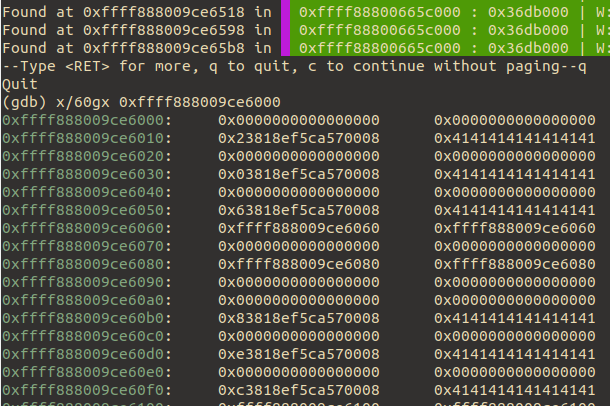 Found at 0xffff888009ce6518 in 0xffff88800665c000 : 0x36db000 | W:
Found at 0xffff888009ce6598 in 0xffff88800665c000 : 0x36db000 | W:
Found at 0xffff888009ce65b8 in 0xffff88800665c000 : 0x36db000 | W:
--Type <RET> for more, q to quit, c to continue without paging--q
Quit
(gdb) x/60gx 0xffff888009ce6000
0xffff888009ce6000: 0x0000000000000000 0x0000000000000000
0xffff888009ce6010: 0x23818ef5ca570008 0x4141414141414141
0xffff888009ce6020: 0x0000000000000000 0x0000000000000000
0xffff888009ce6030: 0x03818ef5ca570008 0x4141414141414141
0xffff888009ce6040: 0x0000000000000000 0x0000000000000000
0xffff888009ce6050: 0x63818ef5ca570008 0x4141414141414141
0xffff888009ce6060: 0xffff888009ce6060 0xffff888009ce6060
0xffff888009ce6070: 0x0000000000000000 0x0000000000000000
0xffff888009ce6080: 0xffff888009ce6080 0xffff888009ce6080
0xffff888009ce6090: 0x0000000000000000 0x0000000000000000
0xffff888009ce60a0: 0x0000000000000000 0x0000000000000000
0xffff888009ce60b0: 0x83818ef5ca570008 0x4141414141414141
0xffff888009ce60c0: 0x0000000000000000 0x0000000000000000
0xffff888009ce60d0: 0xe3818ef5ca570008 0x4141414141414141
0xffff888009ce60e0: 0x0000000000000000 0x0000000000000000
0xffff888009ce60f0: 0xc3818ef5ca570008 0x4141414141414141